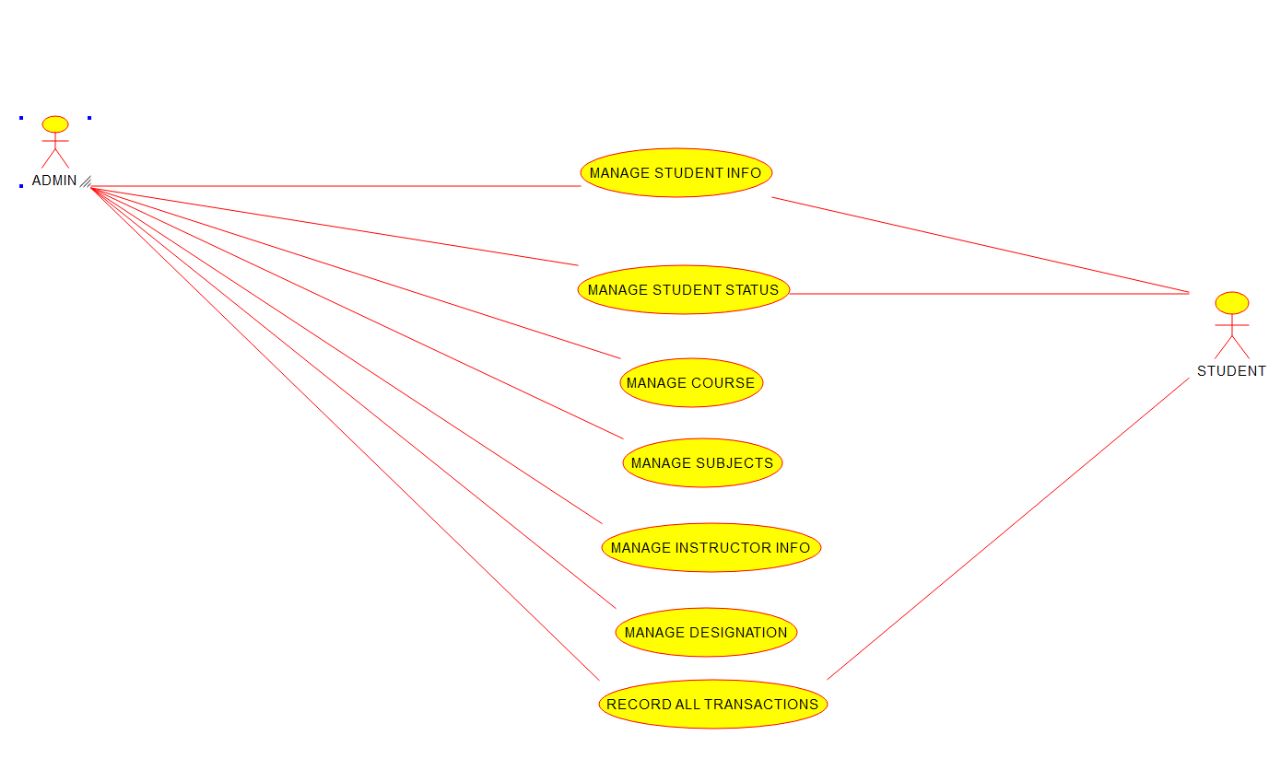 ADMIN
MANAGE STUDENT INFO
MANAGE STUDENT STATUS
STUDENT
MANAGE COURSE
MANAGE SUBJECTS
MANAGE INSTRUCTOR INFO
MANAGE DESIGNATION
RECORD ALL TRANSACTIONS